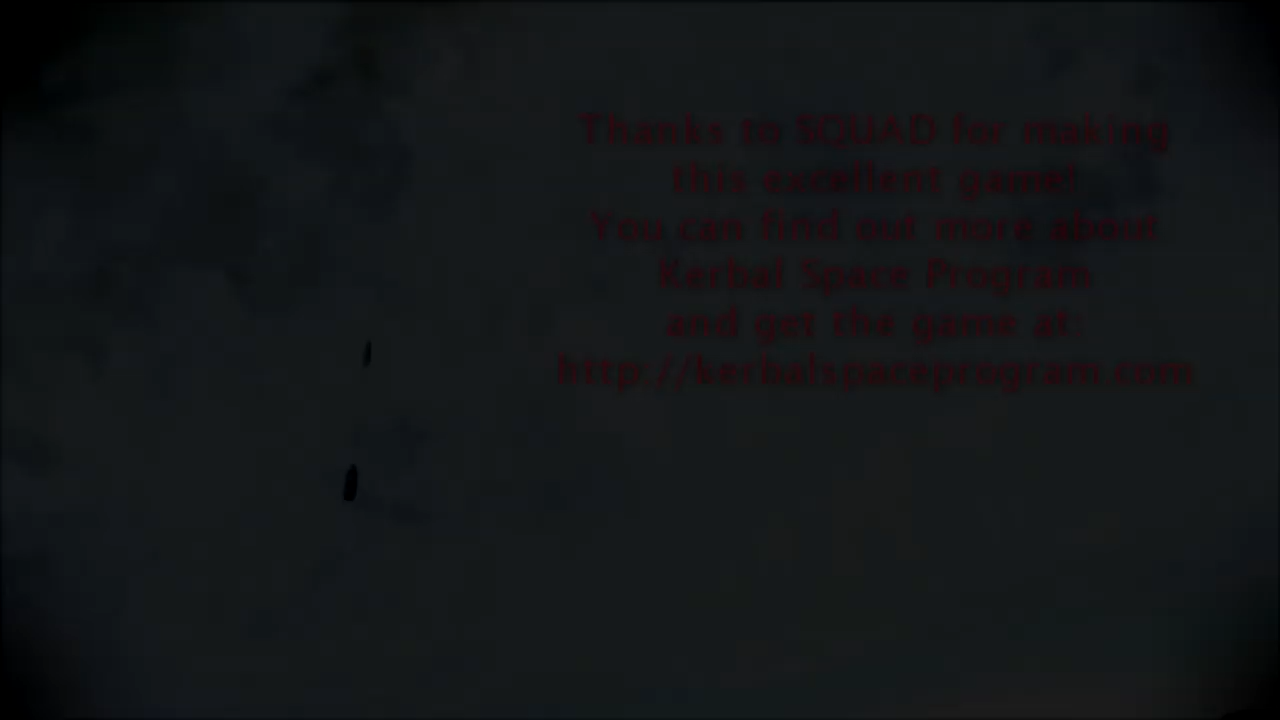 Thanks to SQUAD for making
this excellent game!
You can find out more about
Kerbal Space Program
and get the game at:
http://kerbalspaceprogram.com